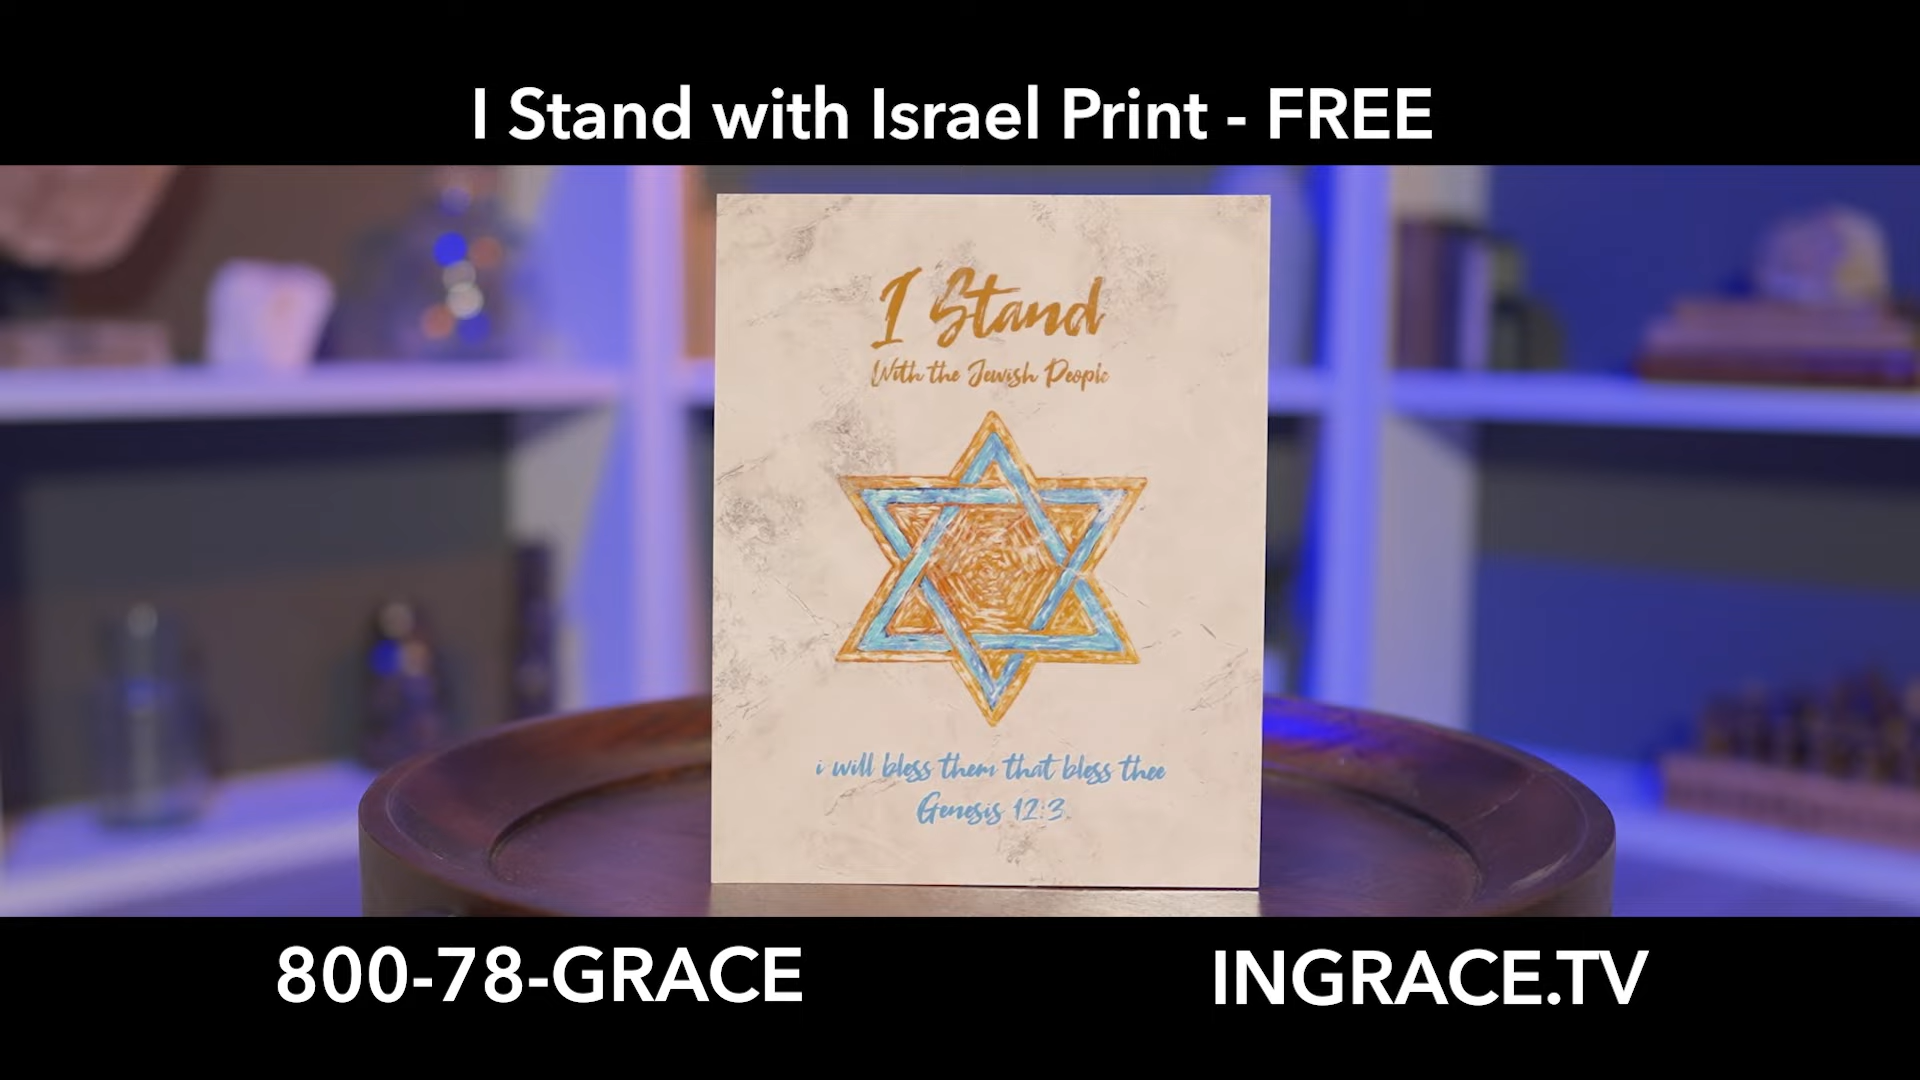 I Stand with Israel Print - FREE
I Stand
With the Jewish People
i will bless them that bless thee
Genesis 12:3
800-78-GRACE
INGRACE.TV